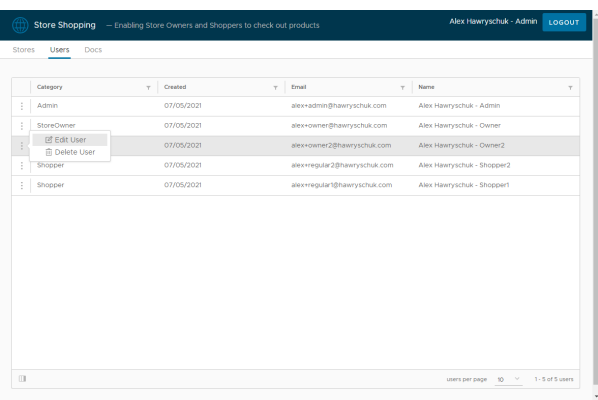 Store Shopping — Enabling Store Owners and Shoppers to check out products Alex Hawryschuk - Admin LOGOUT
Stores Users Docs
Category Created Email Name
Admin 07/05/2021 alex+admin@hawryschuk.com Alex Hawryschuk - Admin
StoreOwner 07/05/2021 alex+owner@hawryschuk.com Alex Hawryschuk - Owner
Edit User
07/05/2021 alex+owner2@hawryschuk.com Alex Hawryschuk - Owner2
Delete User
Shopper 07/05/2021 alex+regular2@hawryschuk.com Alex Hawryschuk - Shopper2
Shopper 07/05/2021 alex+regular1@hawryschuk.com Alex Hawryschuk - Shopper1
users per page 10 1 - 5 of 5 users